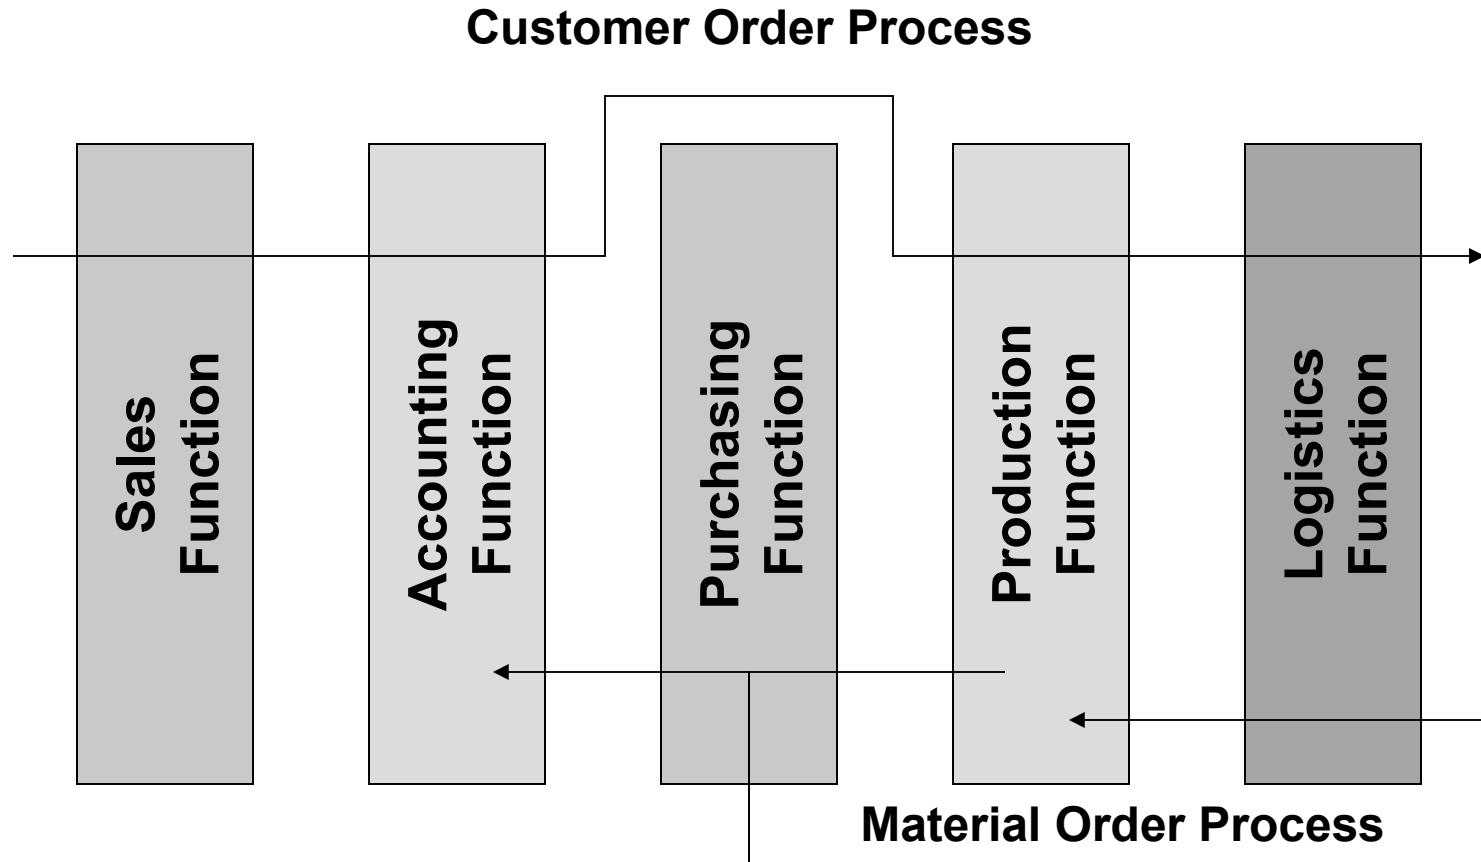 Customer Order Process
Sales
Function
Accounting
Function
Purchasing
Function
Production
Function
Logistics
Function
Material Order Process